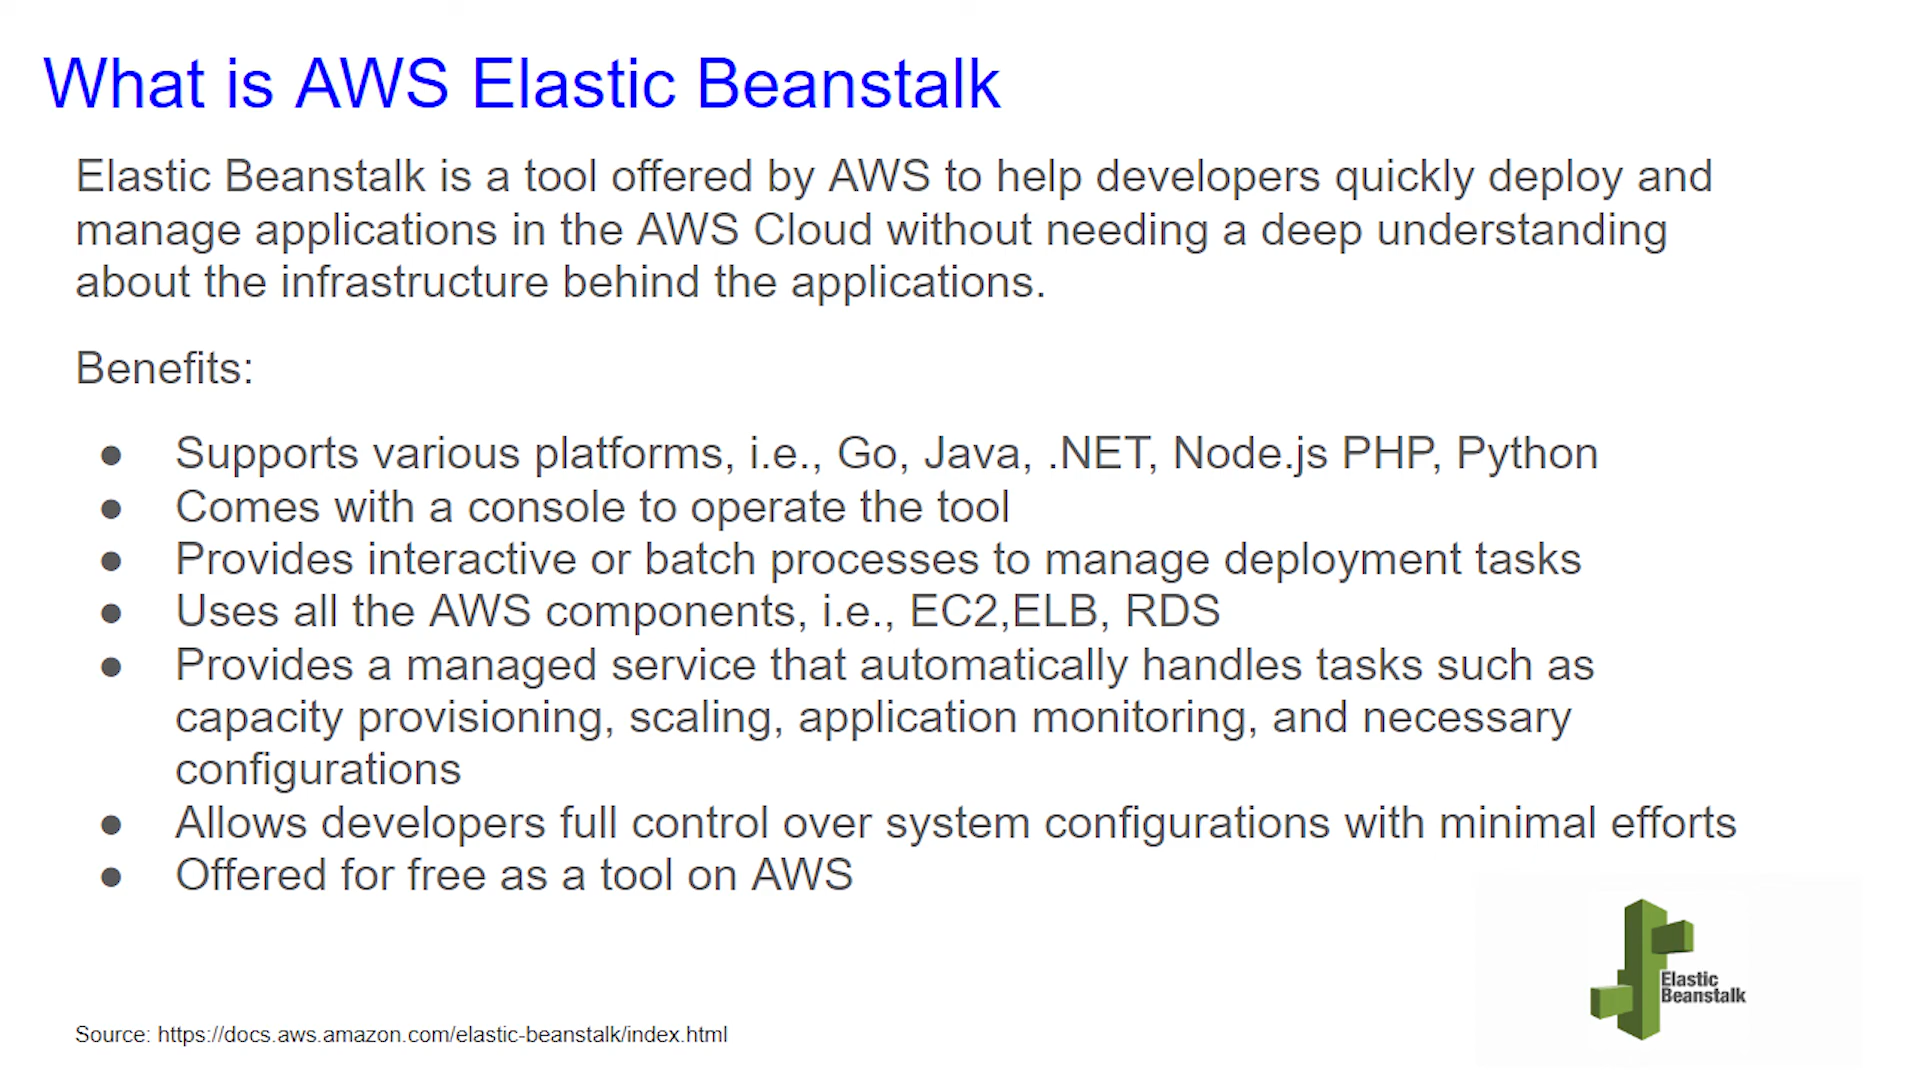 What is AWS Elastic Beanstalk
Elastic Beanstalk is a tool offered by AWS to help developers quickly deploy and
manage applications in the AWS Cloud without needing a deep understanding
about the infrastructure behind the applications.
Benefits:
● Supports various platforms, i.e., Go, Java, .NET, Node.js PHP, Python
● Comes with a console to operate the tool
● Provides interactive or batch processes to manage deployment tasks
● Uses all the AWS components, i.e., EC2,ELB, RDS
● Provides a managed service that automatically handles tasks such as
capacity provisioning, scaling, application monitoring, and necessary
configurations
● Allows developers full control over system configurations with minimal efforts
● Offered for free as a tool on AWS
Elastic
Beanstalk
Source: https://docs.aws.amazon.com/elastic-beanstalk/index.html